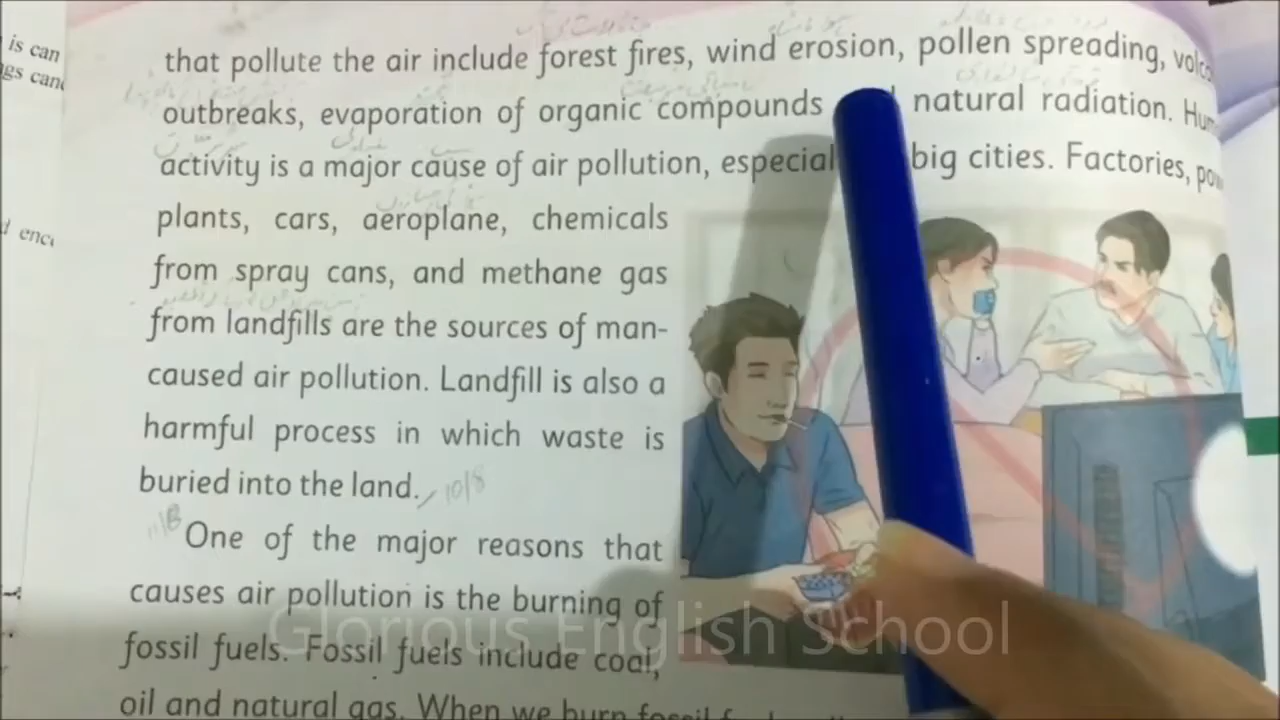 is can
that pollute the air include forest fires, wind erosion, pollen spreading,
outbreaks, evaporation of organic compounds natural radiation.
activity is a major cause of air pollution, big cities. Factories,
plants, cars, aeroplane, chemicals
from spray cans, and methane gas
from landfills are the sources of man-
caused air pollution. Landfill is also a
harmful process in which waste is
buried into the land. 10/8
One of the major reasons that
causes air pollution is the burning of
fossil fuels. Fossil fuels include coal,
oil and natural gas. When we burn
Glorious English School